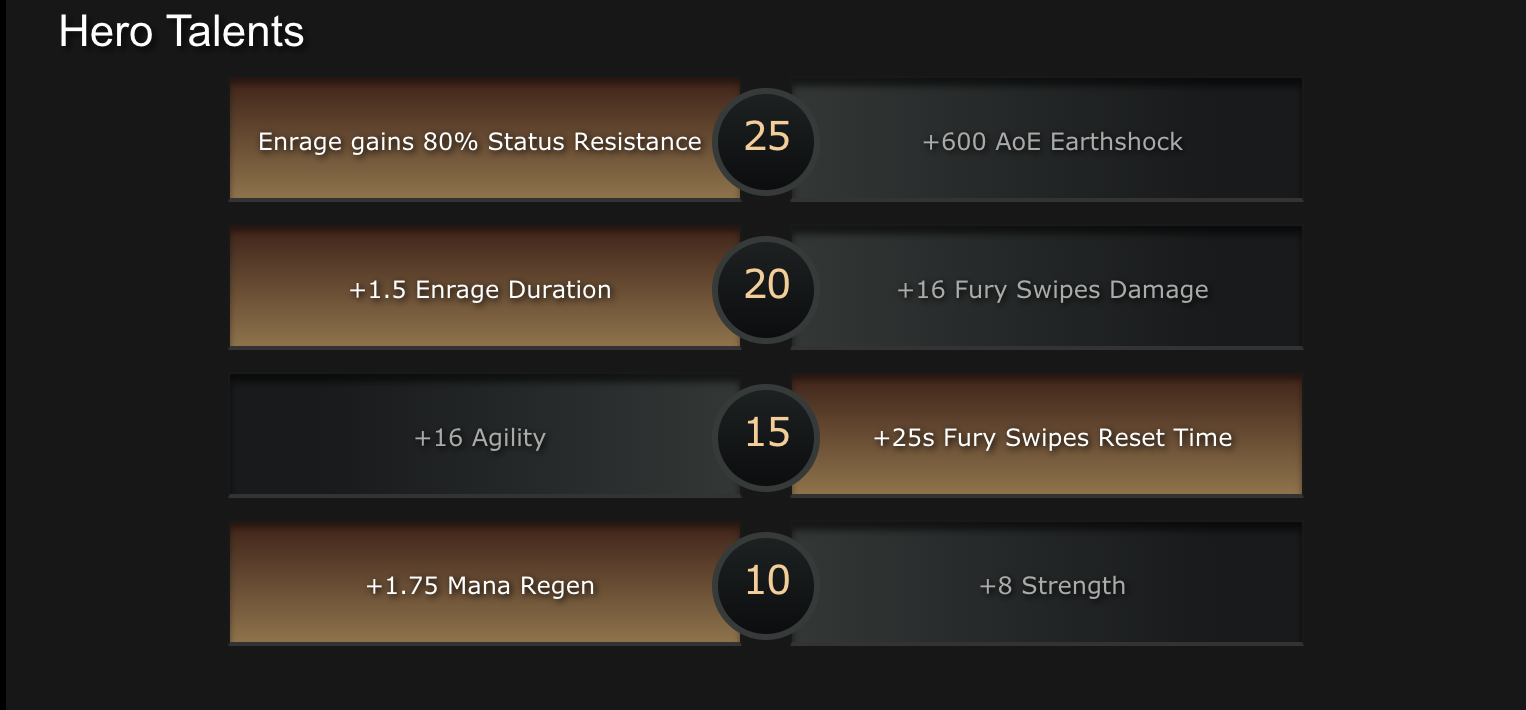 Hero Talents
Enrage gains 80% Status Resistance 25 +600 AoE Earthshock
+1.5 Enrage Duration 20 +16 Fury Swipes Damage
+16 Agility 15 +25s Fury Swipes Reset Time
+1.75 Mana Regen 10 +8 Strength